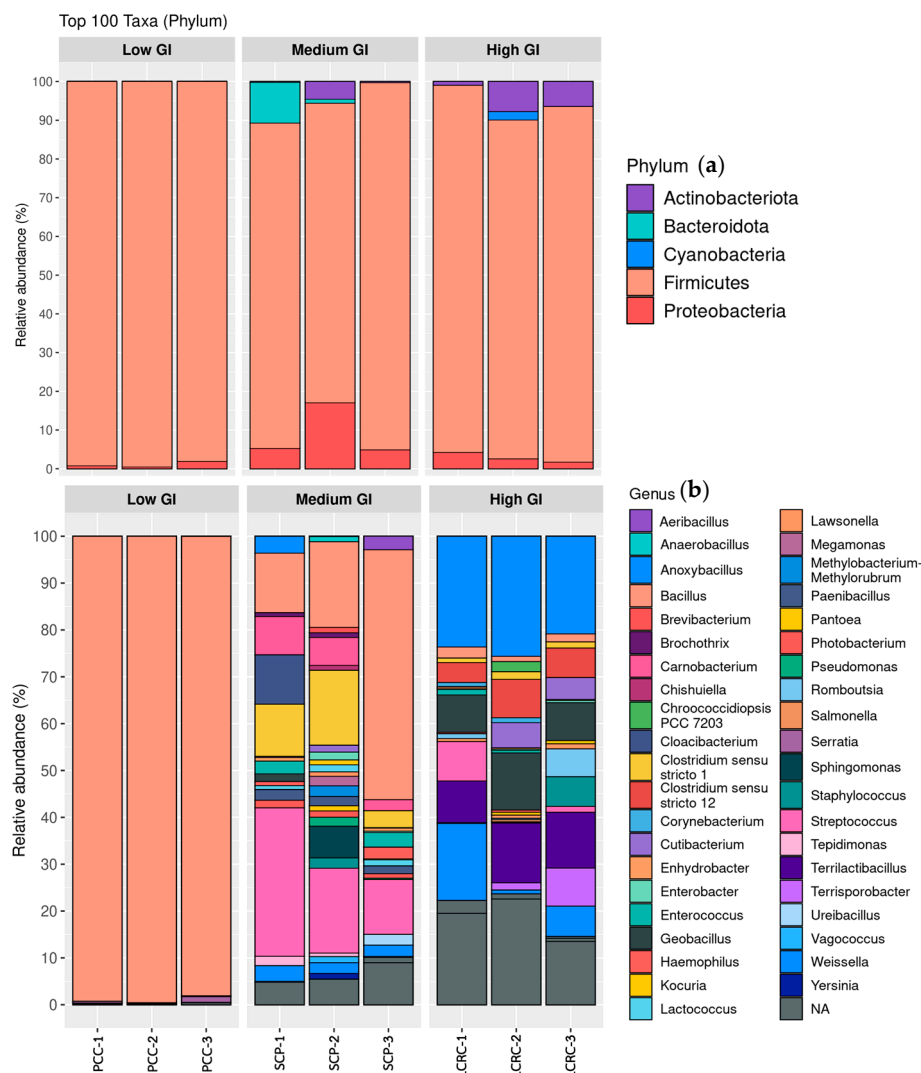 Top 100 Taxa (Phylum)
Low GI
Medium GI
High GI
100
90
80
70
60
50
40
30
20
10
0
Relative abundance (%)
Phylum (a)
Actinobacteriota
Bacteroidota
Cyanobacteria
Firmicutes
Proteobacteria
Low GI
Medium GI
High GI
100
90
80
70
60
50
40
30
20
10
0
Relative abundance (%)
PCC-1
PCC-2
PCC-3
SCP-1
SCP-2
SCP-3
LCRC-1
LCRC-2
LCRC-3
Genus (b)
Aeribacillus
Anaerobacillus
Anoxybacillus
Bacillus
Brevibacterium
Brochothrix
Carnobacterium
Chishuiella
Chroococcidiopsis
PCC 7203
Cloacibacterium
Clostridium sensu
stricto 1
Clostridium sensu
stricto 12
Corynebacterium
Cutibacterium
Enhydrobacter
Enterobacter
Enterococcus
Geobacillus
Haemophilus
Kocuria
Lactococcus
Lawsonella
Megamonas
Methylobacterium-
Methylorubrum
Paenibacillus
Pantoea
Photobacterium
Pseudomonas
Romboutsia
Salmonella
Serratia
Sphingomonas
Staphylococcus
Streptococcus
Tepidimonas
Terrilactibacillus
Terrisporobacter
Ureibacillus
Vagococcus
Weissella
Yersinia
NA